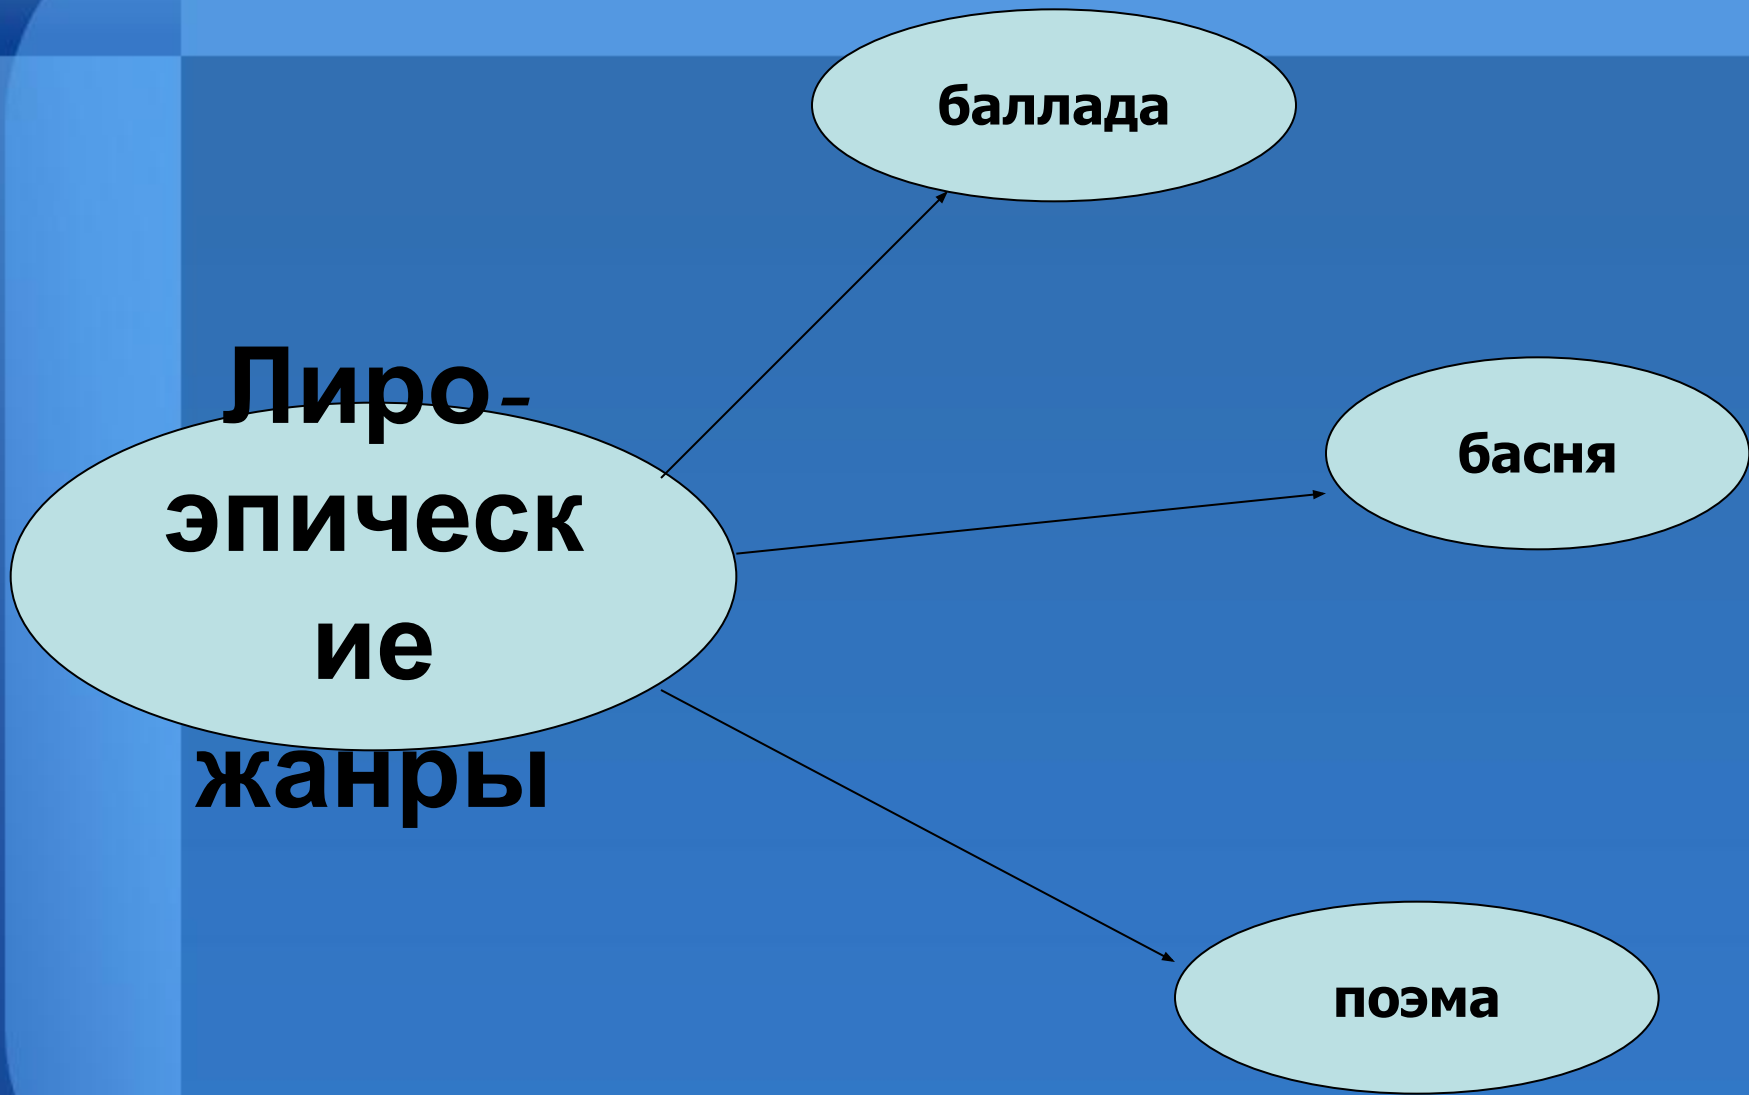 баллада
Лиро-
эпическ
ие
жанры
басня
поэма